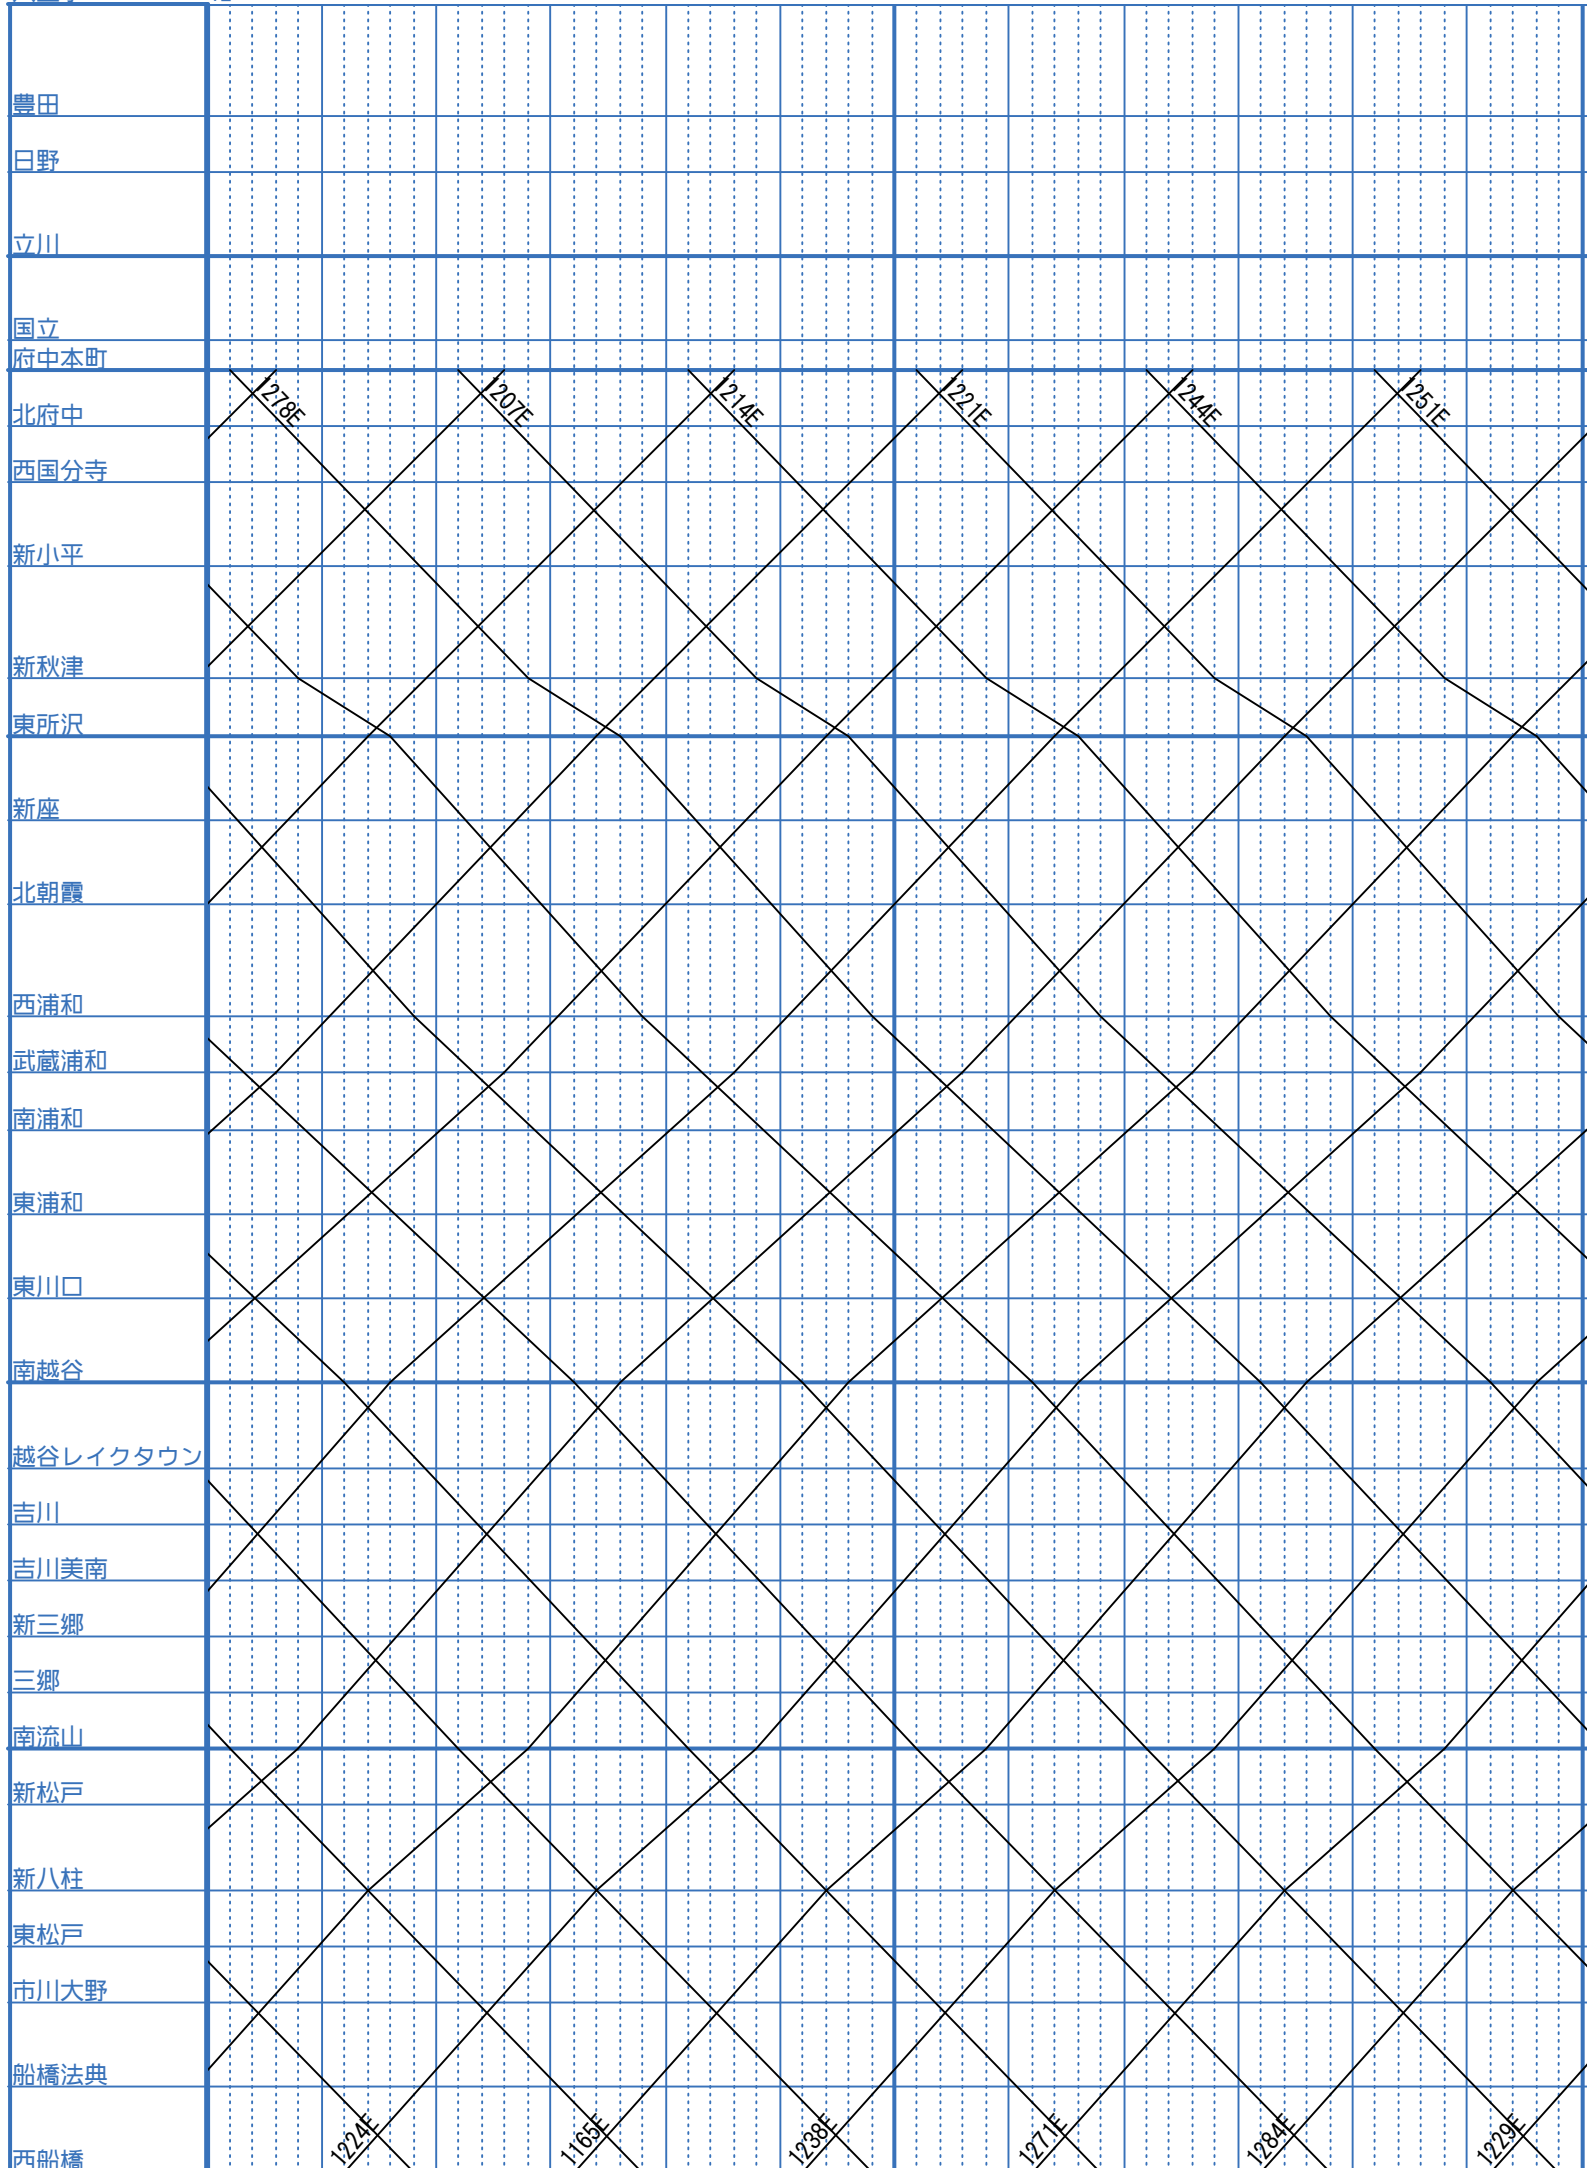 豊田
日野
立川
国立
府中本町
1278E 1207E 1214E 1221E 1244E 1251E
北府中
西国分寺
新小平
新秋津
東所沢
新座
北朝霞
西浦和
武蔵浦和
南浦和
東浦和
東川口
南越谷
越谷レイクタウン
吉川
吉川美南
新三郷
三郷
南流山
新松戸
新八柱
東松戸
市川大野
船橋法典
1224E 1165E 1238E 1271E 1284E 1229E
西船橋